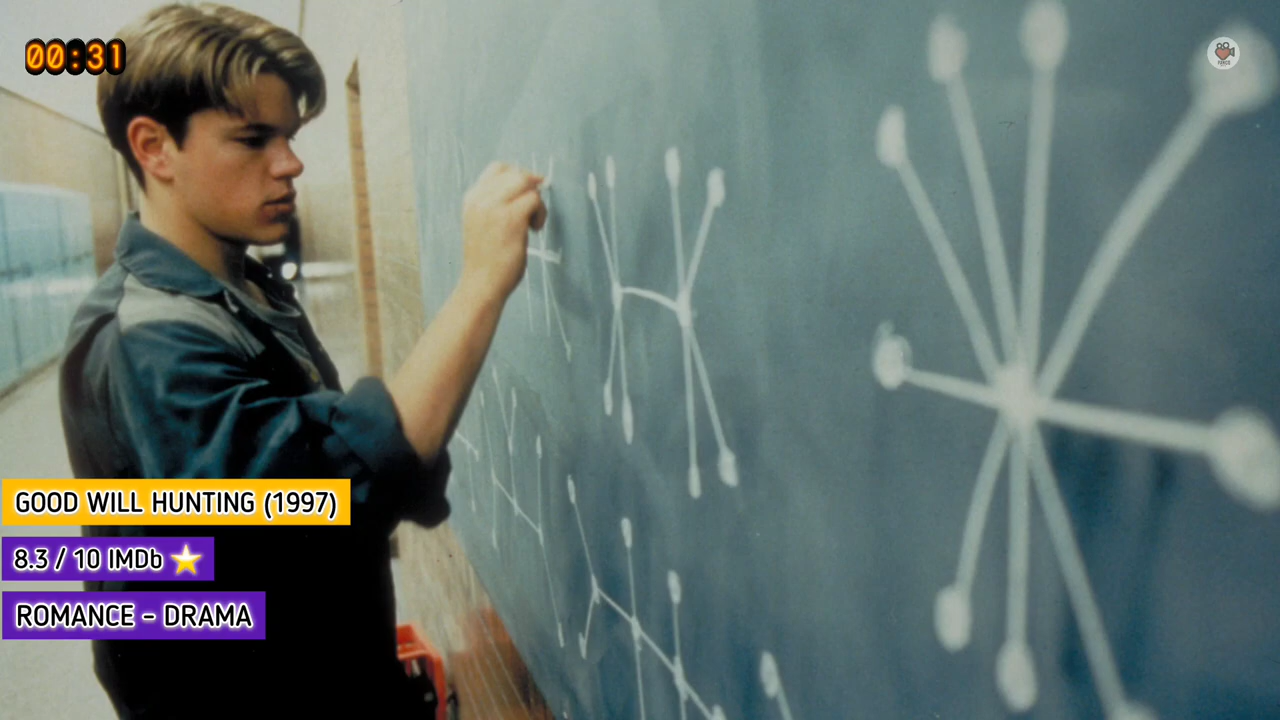 00:31
GOOD WILL HUNTING (1997)
8.3 / 10 IMDb ⭐
ROMANCE - DRAMA